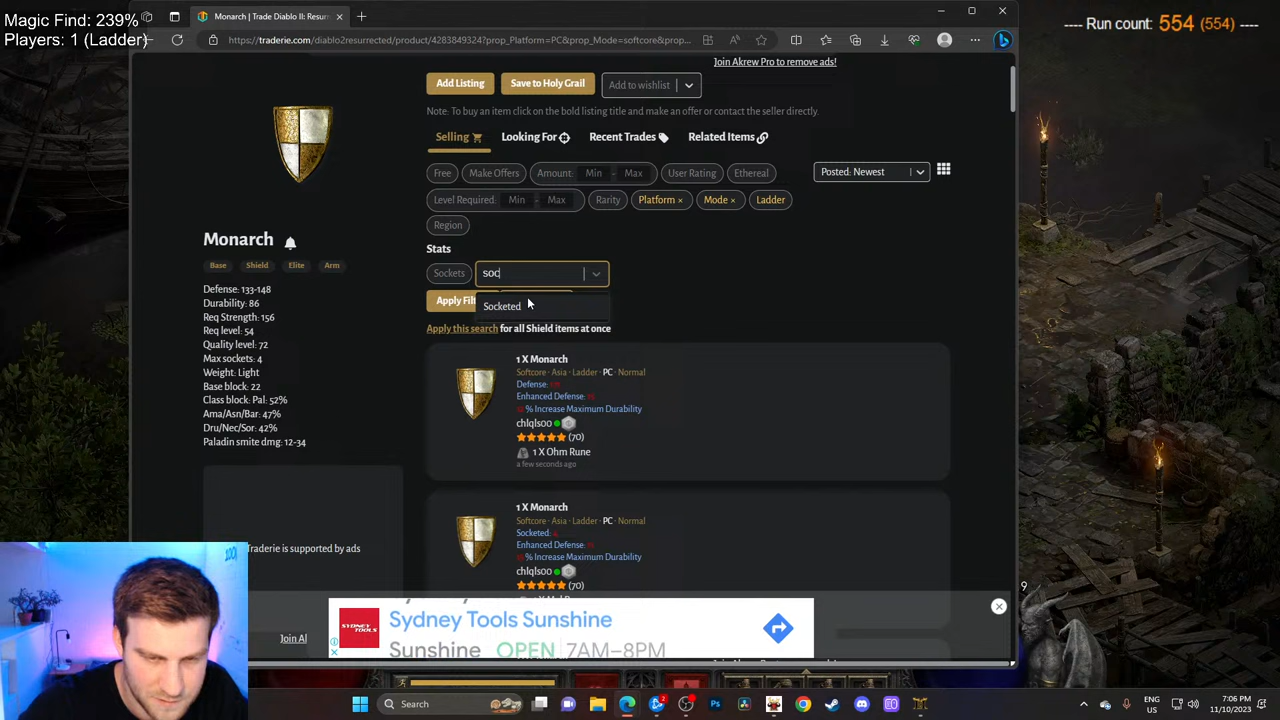 Magic Find: 239%
Players: 1 (Ladder)
---- Run count: 554 (554) ----
Monarch | Trade Diablo II: Resurr
https://traderie.com/diablo2resurrected/product/4283849324?prop_Platform=PC&prop_Mode=softcore&prop...
Join Akrew Pro to remove ads!
Add Listing
Save to Holy Grail
Add to wishlist
Note: To buy an item click on the bold listing title and make an offer or contact the seller directly.
Selling
Looking For
Recent Trades
Related Items
Free
Make Offers
Amount: Min - Max
User Rating
Ethereal
Posted: Newest
Level Required: Min - Max
Rarity
Platform ×
Mode ×
Ladder
Region
Stats
Sockets
soc
Apply Filt
Socketed
Apply this search for all Shield items at once
Monarch
Base
Shield
Elite
Arm
Defense: 133-148
Durability: 86
Req Strength: 156
Req level: 54
Quality level: 72
Max sockets: 4
Weight: Light
Base block: 22
Class block: Pal: 52%
Ama/Asn/Bar: 47%
Dru/Nec/Sor: 42%
Paladin smite dmg: 12-34
1 X Monarch
Softcore · Asia · Ladder · PC · Normal
Defense:
Enhanced Defense:
% Increase Maximum Durability
chlqls00
(70)
1 X Ohm Rune
a few seconds ago
1 X Monarch
Softcore · Asia · Ladder · PC · Normal
Socketed:
Enhanced Defense:
% Increase Maximum Durability
chlqls00
(70)
Traderie is supported by ads
Join Al
Sydney Tools Sunshine
Sunshine OPEN 7AM–8PM
Search
ENG
US
7:06 PM
11/10/2023